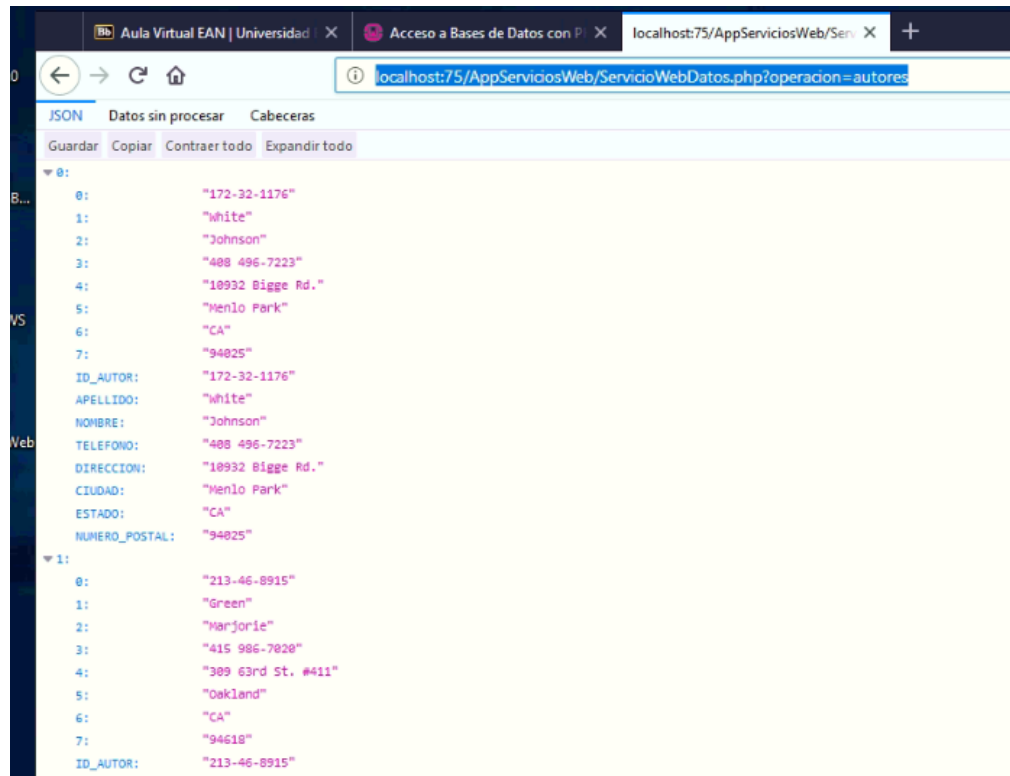 Aula Virtual EAN | Universidad
Acceso a Bases de Datos con P
localhost:75/AppServiciosWeb/Serv
0
localhost:75/AppServiciosWeb/ServicioWebDatos.php?operacion=autores
JSON Datos sin procesar Cabeceras
Guardar Copiar Contraer todo Expandir todo
0:
B...
0: "172-32-1176"
1: "White"
2: "Johnson"
3: "408 496-7223"
4: "10932 Bigge Rd."
5: "Menlo Park"
WS
6: "CA"
7: "94025"
ID_AUTOR: "172-32-1176"
APELLIDO: "White"
NOMBRE: "Johnson"
Web
TELEFONO: "408 496-7223"
DIRECCION: "10932 Bigge Rd."
CIUDAD: "Menlo Park"
ESTADO: "CA"
NUMERO_POSTAL: "94025"
1:
0: "213-46-8915"
1: "Green"
2: "Marjorie"
3: "415 986-7020"
4: "309 63rd St. #411"
5: "Oakland"
6: "CA"
7: "94618"
ID_AUTOR: "213-46-8915"